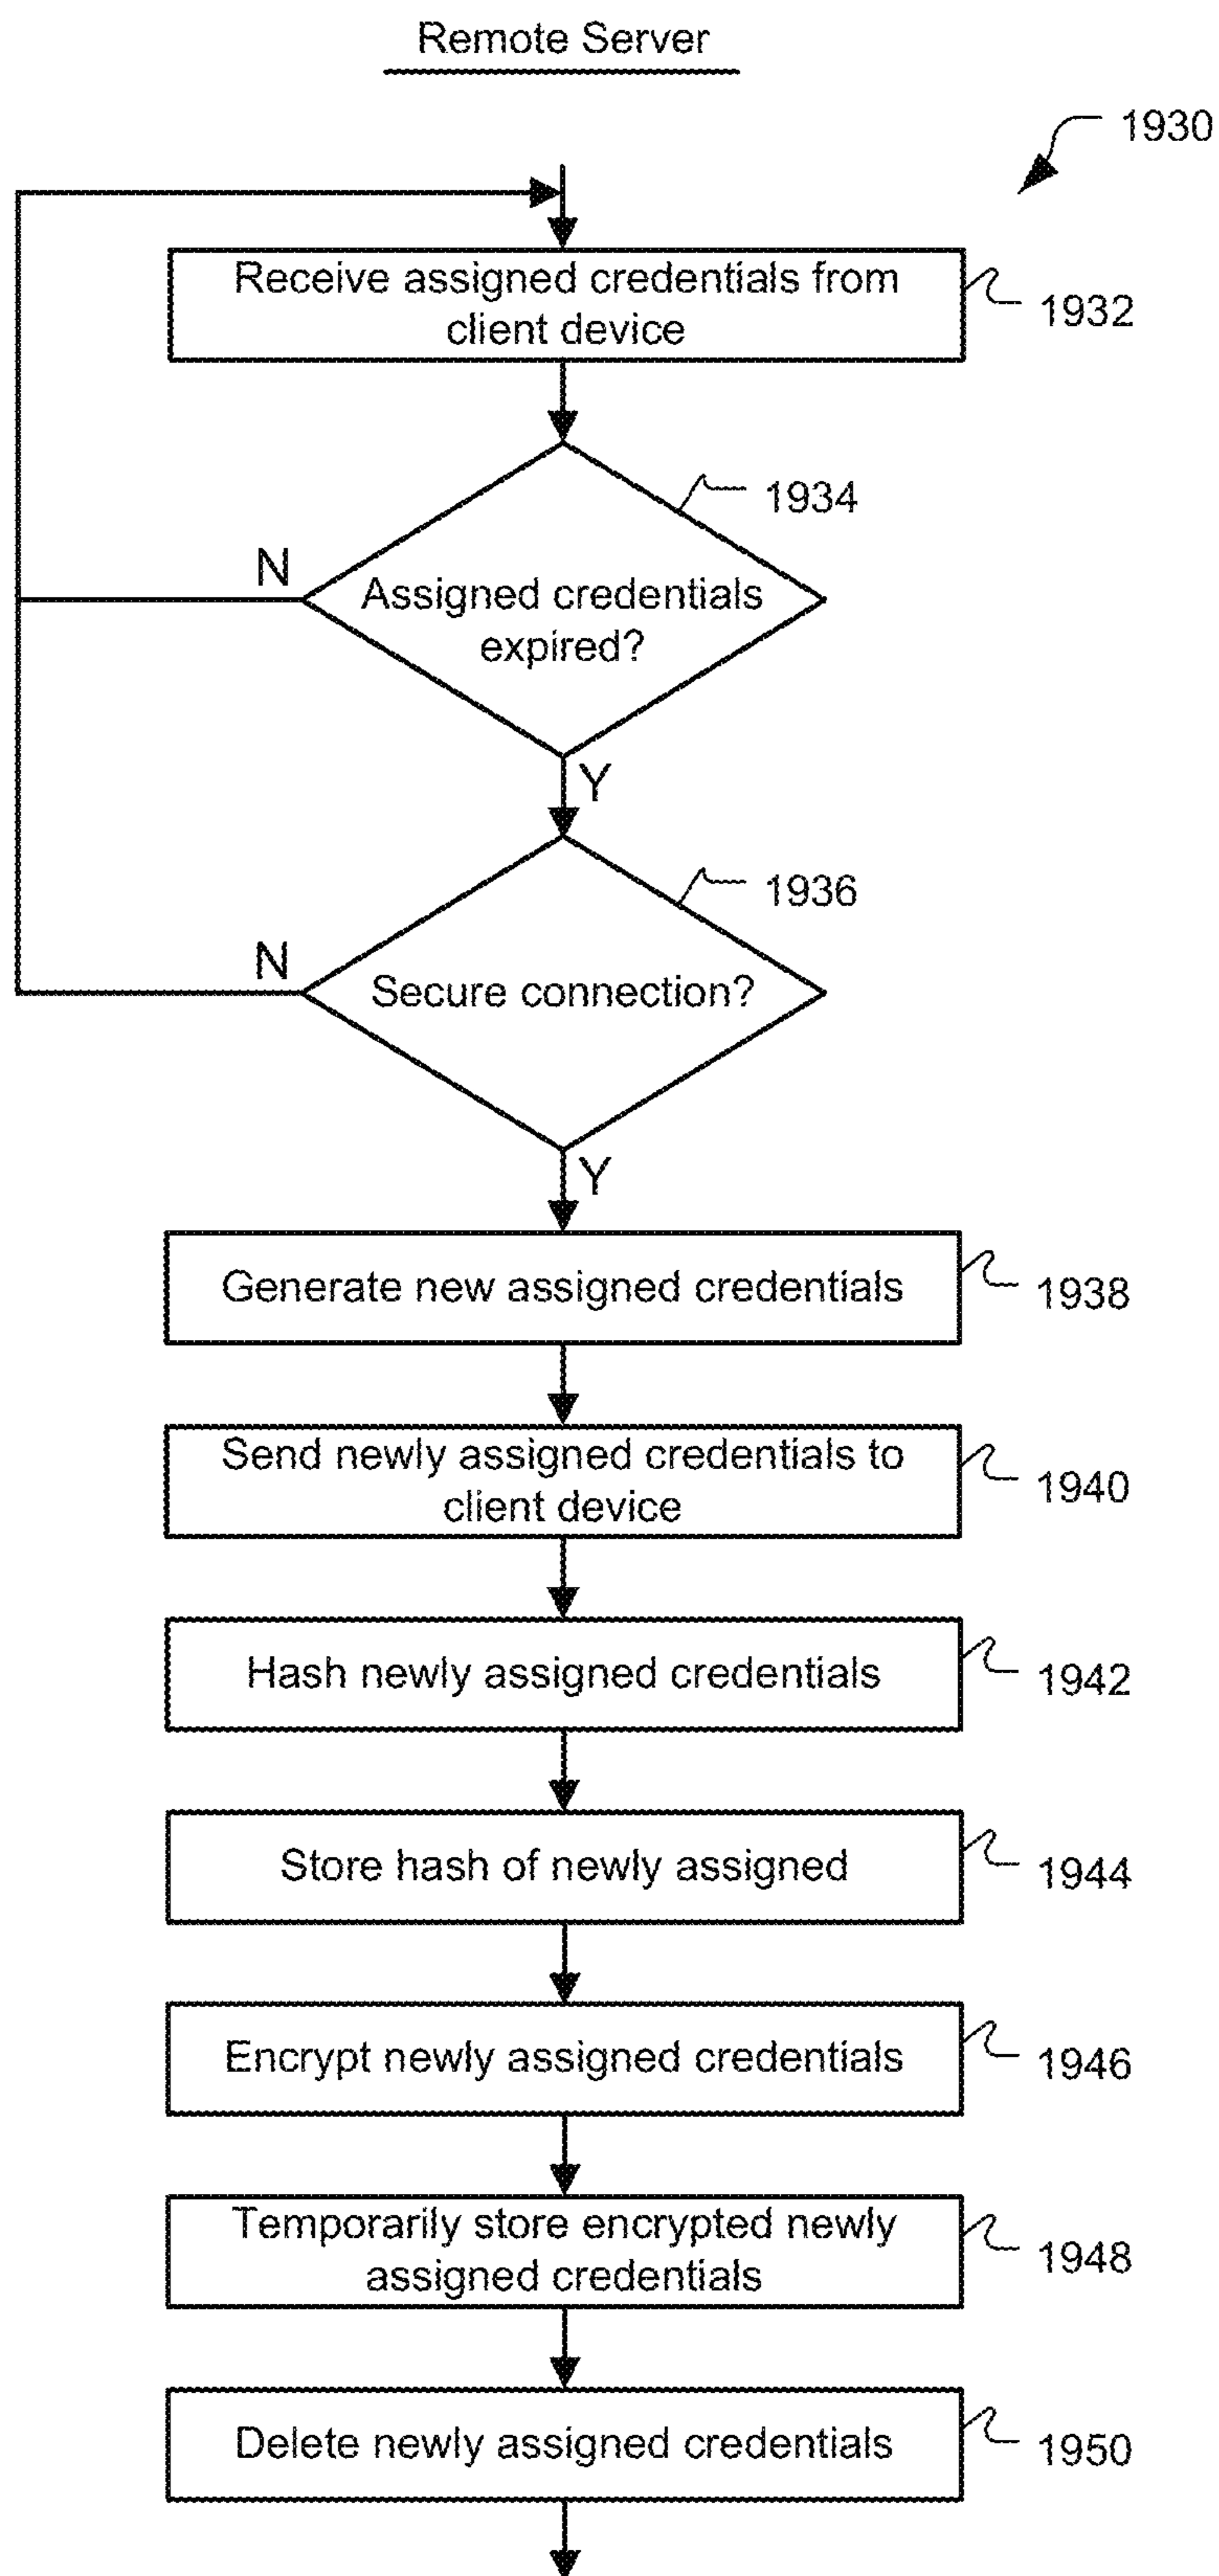 Remote Server
1930
Receive assigned credentials from
client device
1932
1934
N
Assigned credentials
expired?
Y
1936
N
Secure connection?
Y
Generate new assigned credentials
1938
Send newly assigned credentials to
client device
1940
Hash newly assigned credentials
1942
Store hash of newly assigned
1944
Encrypt newly assigned credentials
1946
Temporarily store encrypted newly
assigned credentials
1948
Delete newly assigned credentials
1950